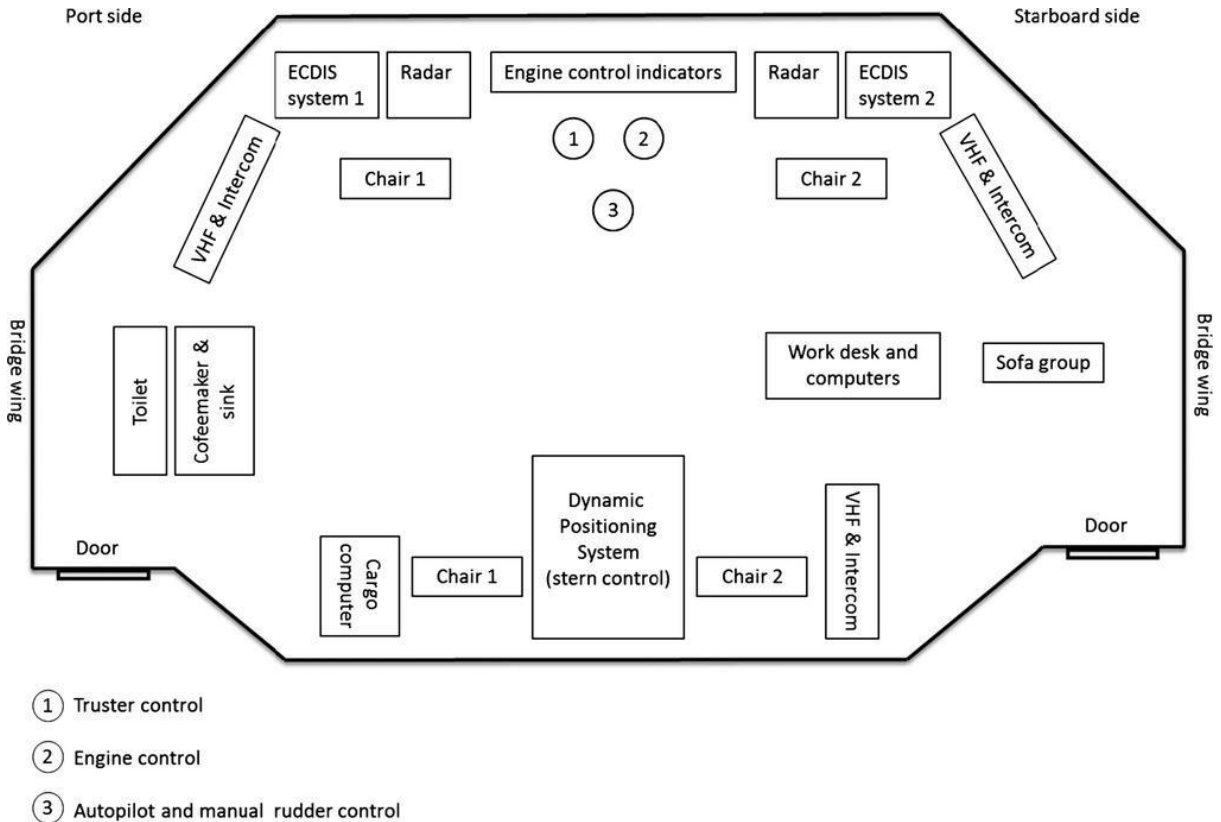 Port side
Starboard side
ECDIS
system 1
Radar
Engine control indicators
Radar
ECDIS
system 2
1
2
VHF & Intercom
Chair 1
Chair 2
VHF & Intercom
3
Bridge wing
Toilet
Cofeemaker &
sink
Work desk and
computers
Sofa group
Bridge wing
Dynamic
Positioning
System
(stern control)
VHF & Intercom
Door
Door
Cargo
computer
Chair 1
Chair 2
1 Truster control
2 Engine control
3 Autopilot and manual rudder control